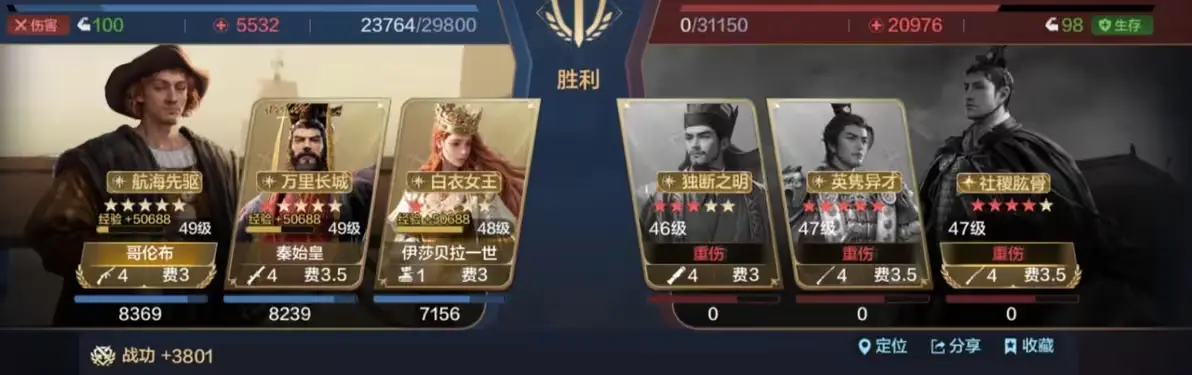 伤害 100 5532 23764/29800
0/31150 20976 98 生存
胜利
航海先驱
经验 +50688
49级
哥伦布
4 费3
8369
万里长城
经验 +50688
49级
秦始皇
4 费3.5
8239
白衣女王
经验 +50688
48级
伊莎贝拉一世
1 费3
7156
独断之明
46级
重伤
4 费3
0
英隽异才
47级
重伤
4 费3.5
0
社稷肱骨
47级
重伤
4 费3.5
0
战功 +3801
定位 分享 收藏